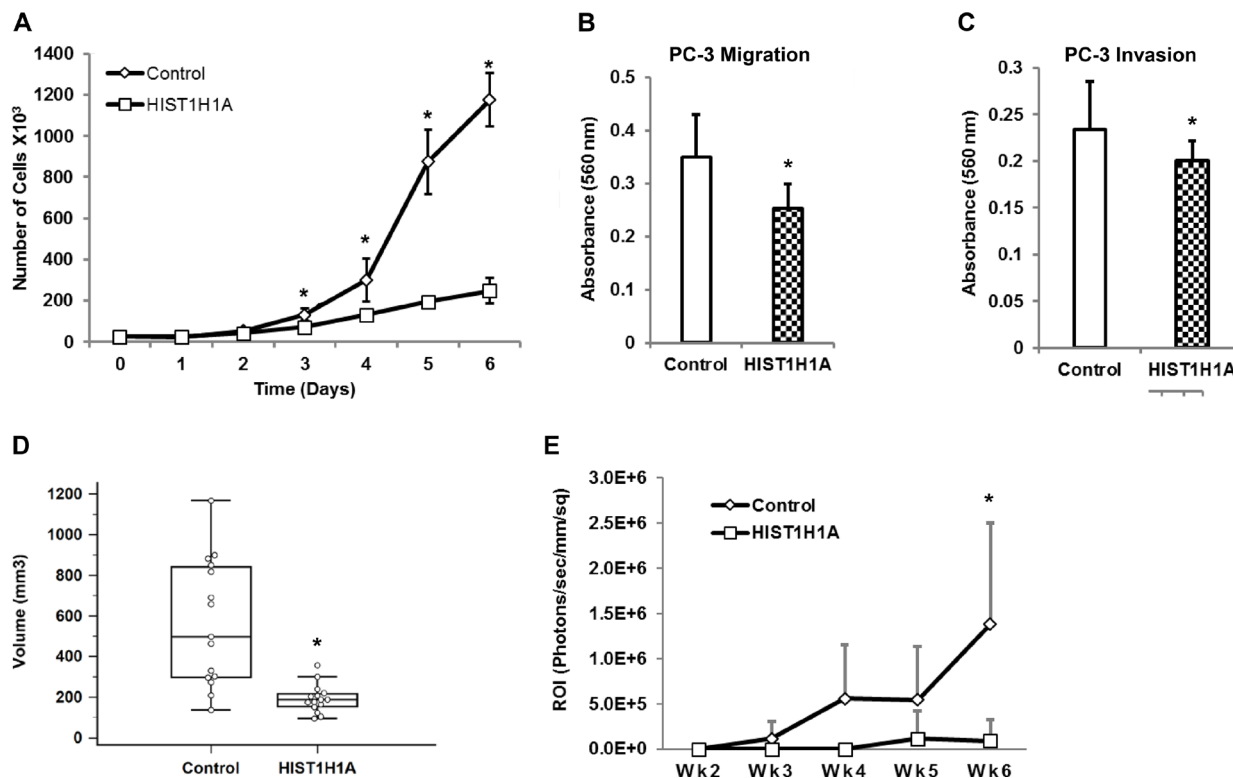 A
1400
1200
1000
800
600
400
200
0
Number of Cells X10³
Control
HIST1H1A
*
*
*
*
0 1 2 3 4 5 6
Time (Days)
B
PC-3 Migration
0.5
0.4
0.3
0.2
0.1
0
Absorbance (560 nm)
*
Control HIST1H1A
C
PC-3 Invasion
0.3
0.25
0.2
0.15
0.1
0.05
0
Absorbance (560 nm)
*
Control HIST1H1A
D
1200
1000
800
600
400
200
0
Volume (mm3)
*
Control HIST1H1A
E
3.0E+6
2.5E+6
2.0E+6
1.5E+6
1.0E+6
5.0E+5
0.0E+0
ROI (Photons/sec/mm/sq)
Control
HIST1H1A
*
Wk2 Wk3 Wk4 Wk5 Wk6